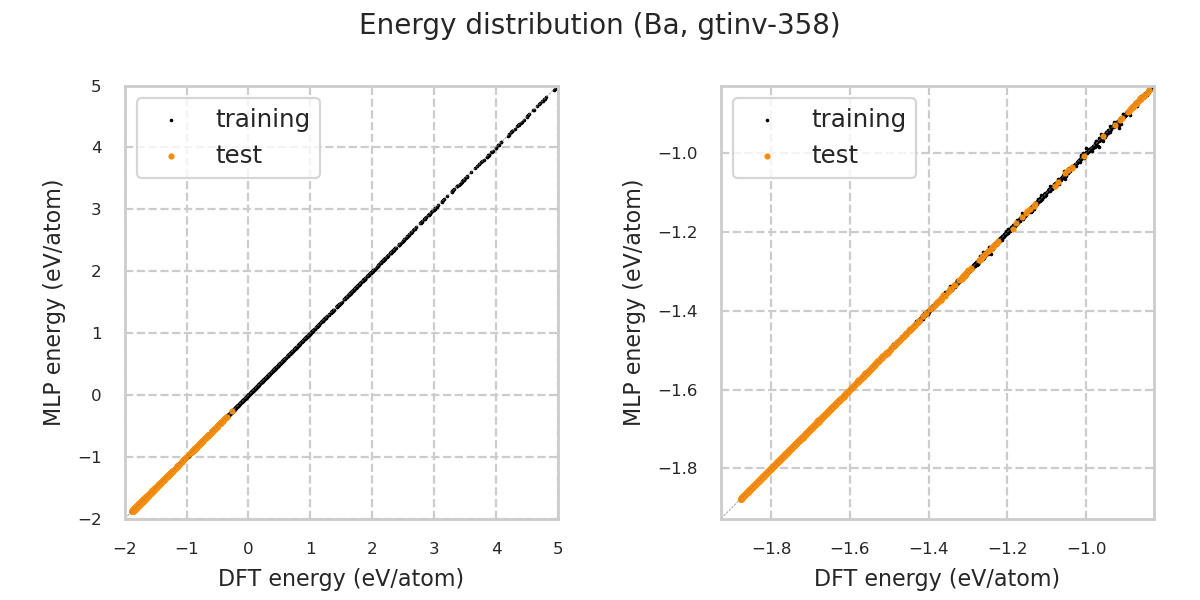 Energy distribution (Ba, gtinv-358)
training
test
MLP energy (eV/atom)
5
4
3
2
1
0
−1
−2
−2 −1 0 1 2 3 4 5
DFT energy (eV/atom)
training
test
MLP energy (eV/atom)
−1.0
−1.2
−1.4
−1.6
−1.8
−1.8 −1.6 −1.4 −1.2 −1.0
DFT energy (eV/atom)